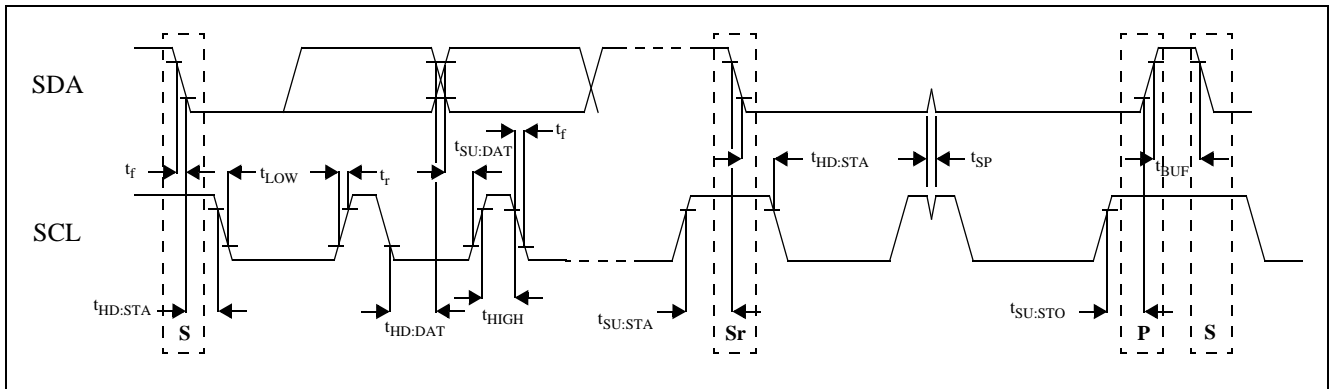 SDA
t_f
t_SU:DAT
t_HD:STA
t_SP
t_f
t_LOW
t_r
t_BUF
SCL
t_HD:STA
t_HD:DAT
t_HIGH
t_SU:STA
t_SU:STO
S
Sr
P
S